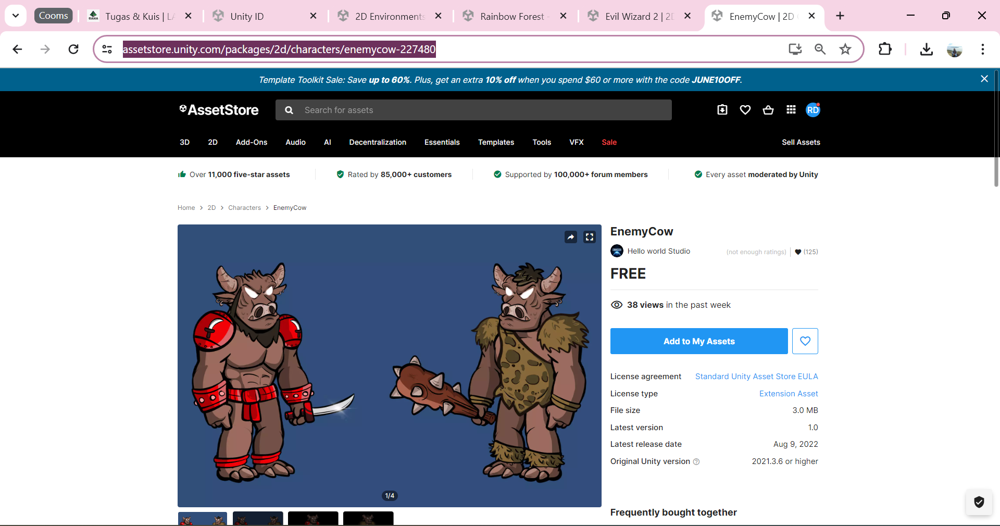 Cooms
Tugas & Kuis | LA
Unity ID
2D Environments
Rainbow Forest -
Evil Wizard 2 | 2D
EnemyCow | 2D
assetstore.unity.com/packages/2d/characters/enemycow-227480
Template Toolkit Sale: Save up to 60%. Plus, get an extra 10% off when you spend $60 or more with the code JUNE10OFF.
AssetStore
Search for assets
RD
3D 2D Add-Ons Audio AI Decentralization Essentials Templates Tools VFX Sale Sell Assets
Over 11,000 five-star assets
Rated by 85,000+ customers
Supported by 100,000+ forum members
Every asset moderated by Unity
Home > 2D > Characters > EnemyCow
EnemyCow
Hello world Studio
(not enough ratings) | (125)
FREE
38 views in the past week
Add to My Assets
License agreement Standard Unity Asset Store EULA
License type Extension Asset
File size 3.0 MB
Latest version 1.0
Latest release date Aug 9, 2022
Original Unity version 2021.3.6 or higher
1/4
Frequently bought together